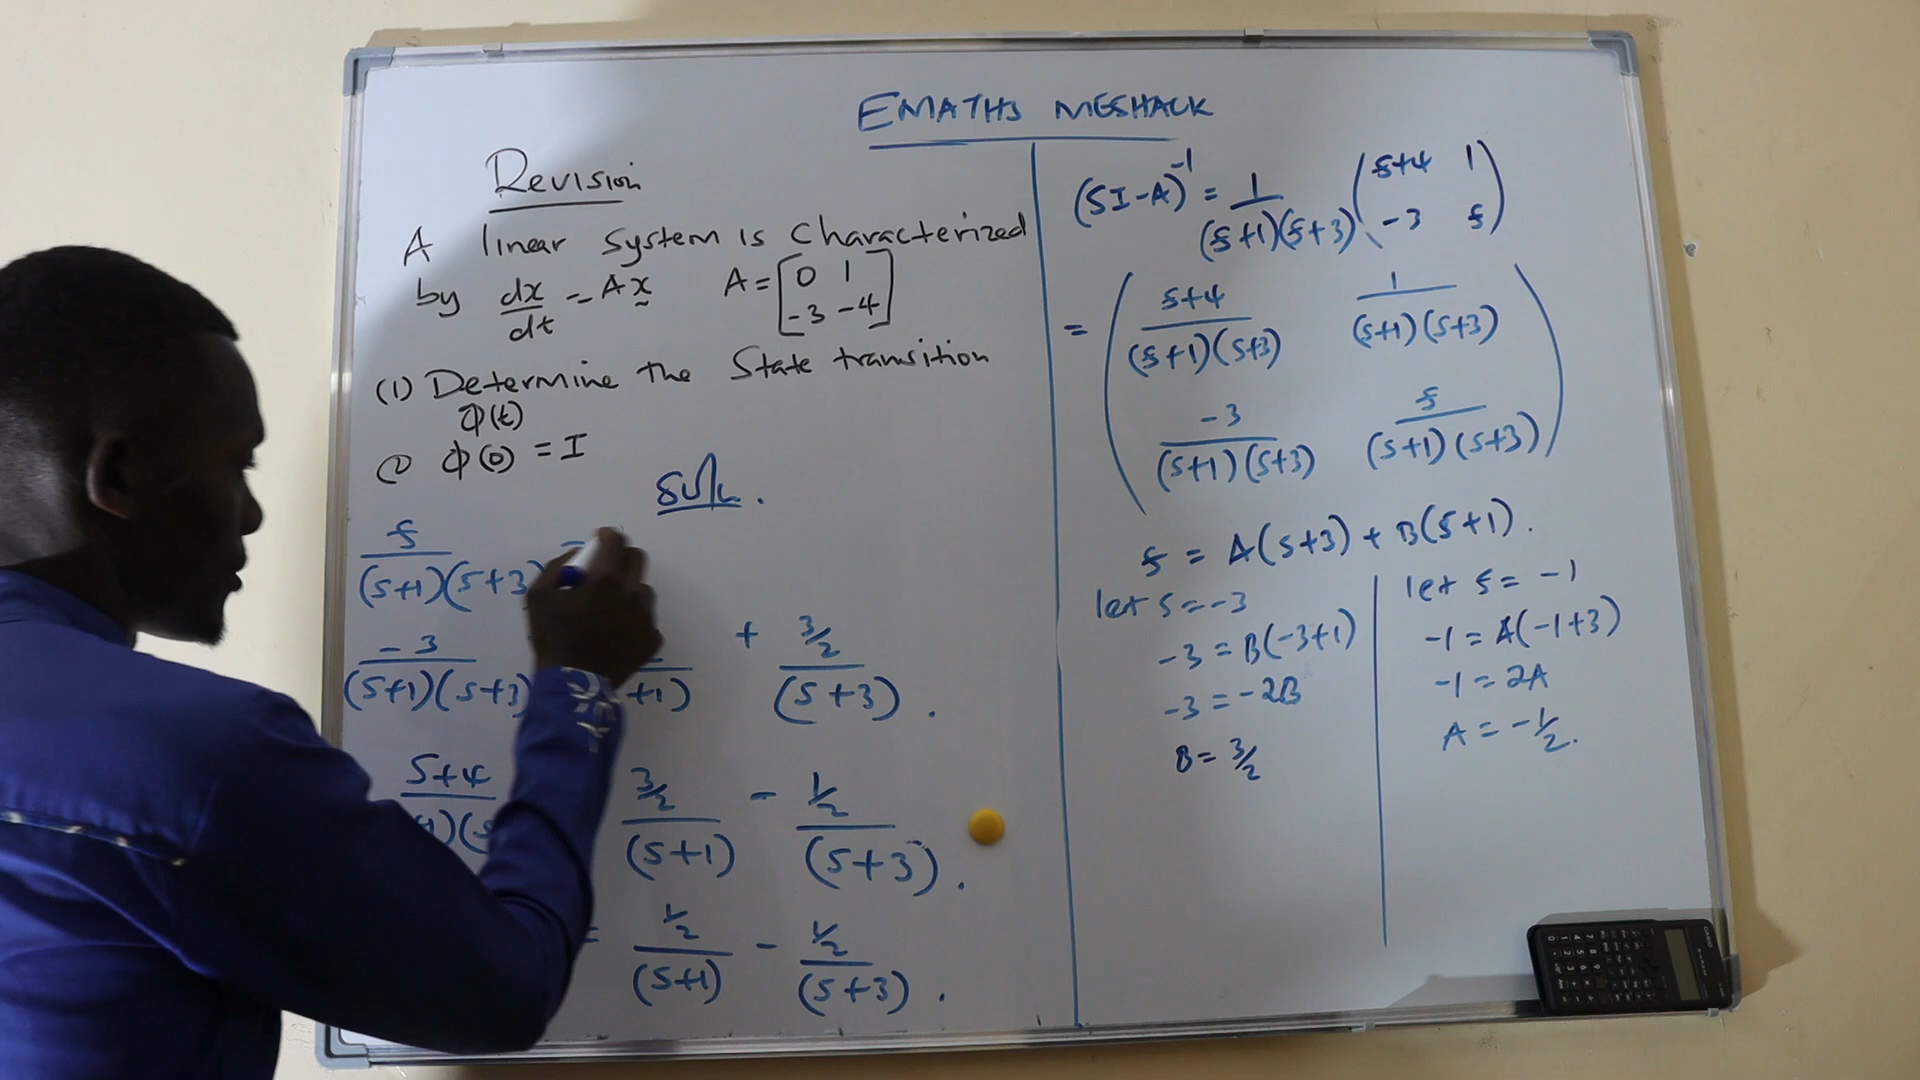 EMATHS MESHACK
Revision
A linear system is characterized
by dx/dt = Ax A = [0 1; -3 -4]
(1) Determine the State transition
Φ(t)
Φ(0) = I
Soln.
s/(s+1)(s+3) =
-3/(s+1)(s+3) + 3/2/(s+3).
s+4 3/2/(s+1) - 1/2/(s+3).
= 1/2/(s+1) - 1/2/(s+3).
(SI-A)^-1 = 1/(s+1)(s+3) (s+4 1; -3 s)
= ( s+4/(s+1)(s+3) 1/(s+1)(s+3)
-3/(s+1)(s+3) s/(s+1)(s+3) )
s = A(s+3) + B(s+1).
let s = -3
-3 = B(-3+1)
-3 = -2B
B = 3/2
let s = -1
-1 = A(-1+3)
-1 = 2A
A = -1/2.
CASIO